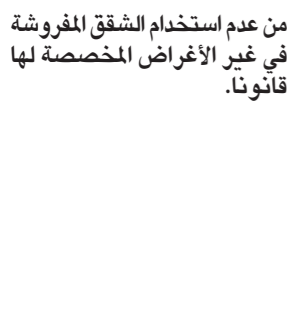 من عدم استخدام الشقق المفروشة
في غير الأغراض المخصصة لها
قانونا.